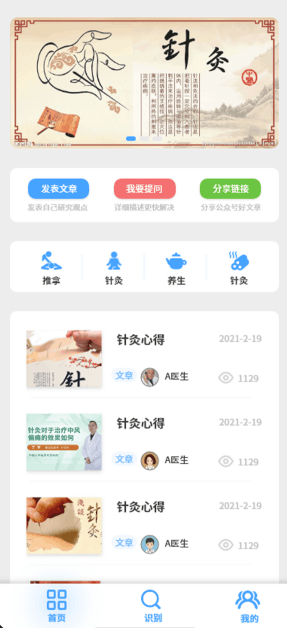 針灸
发表文章
我要提问
分享链接
发表自己研究观点
详细描述更快解决
分享公众号好文章
推拿
针灸
养生
针灸
针灸心得
2021-2-19
文章
A医生
1129
针
针灸心得
2021-2-19
针灸对于治疗中风
偏瘫的效果如何
文章
A医生
1129
针灸心得
2021-2-19
针灸
文章
A医生
1129
首页
识别
我的